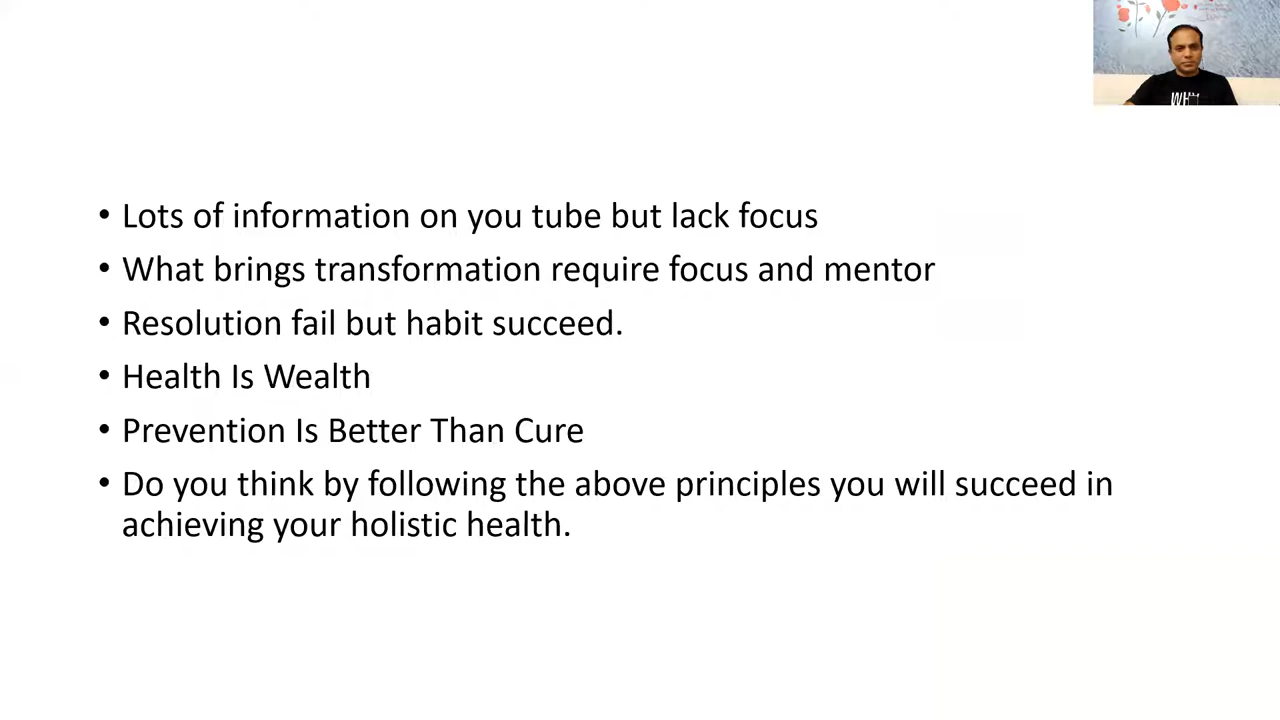 • Lots of information on you tube but lack focus
• What brings transformation require focus and mentor
• Resolution fail but habit succeed.
• Health Is Wealth
• Prevention Is Better Than Cure
• Do you think by following the above principles you will succeed in
achieving your holistic health.